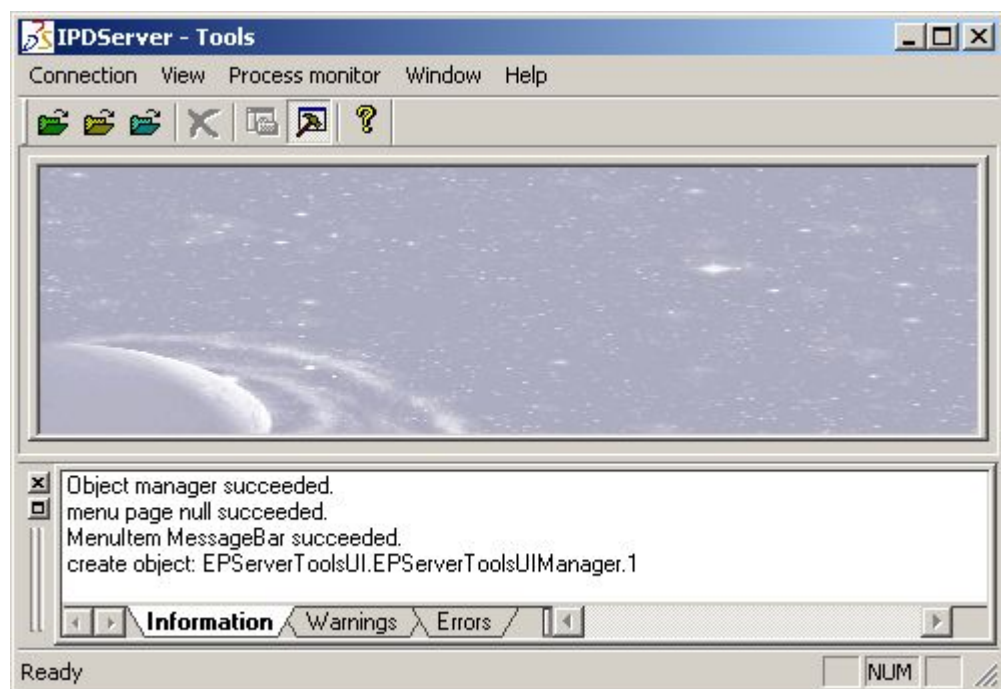 IPDServer - Tools
Connection View Process monitor Window Help
Object manager succeeded.
menu page null succeeded.
MenuItem MessageBar succeeded.
create object: EPServerToolsUI.EPServerToolsUIManager.1
Information Warnings Errors
Ready NUM